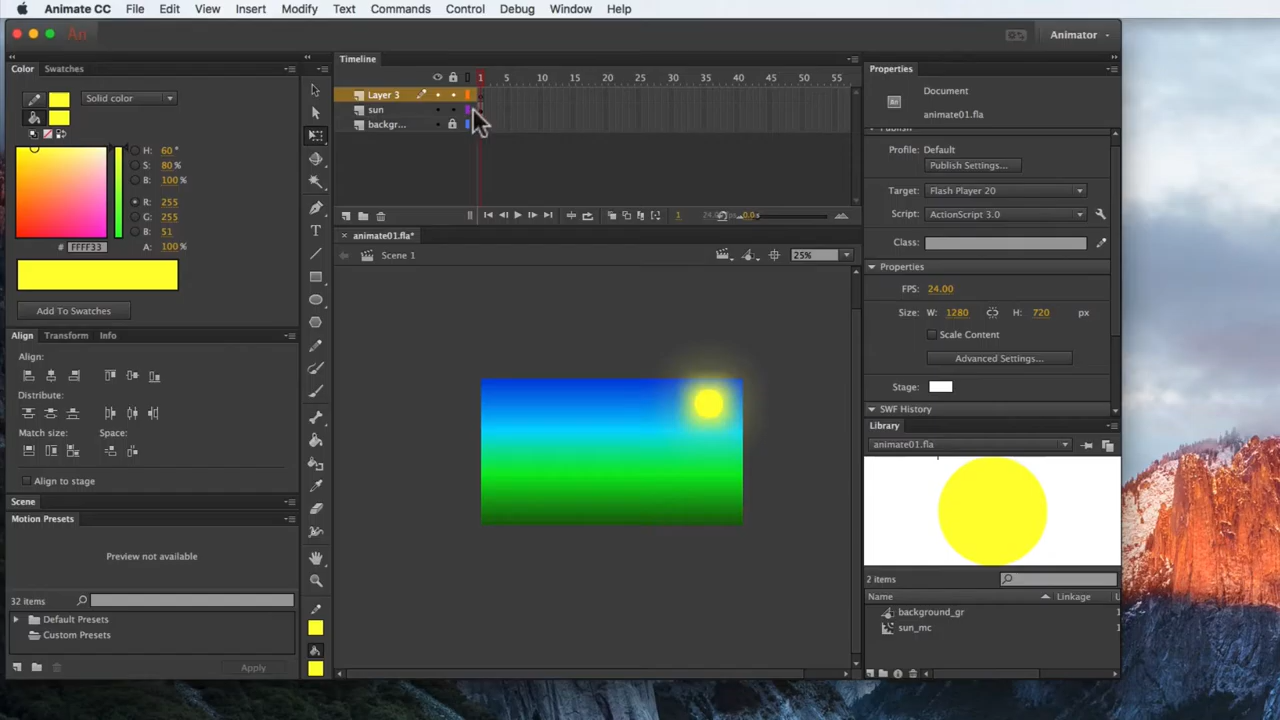 Animate CC File Edit View Insert Modify Text Commands Control Debug Window Help
An
Animator
Color Swatches
Solid color
H: 60 °
S: 80 %
B: 100 %
R: 255
G: 255
B: 51
# FFFF33 A: 100 %
Add To Swatches
Align Transform Info
Align:
Distribute:
Match size: Space:
Align to stage
Scene
Motion Presets
Preview not available
32 items
Default Presets
Custom Presets
Apply
Timeline
1 5 10 15 20 25 30 35 40 45 50 55
Layer 3
sun
backgr...
1 0.0s
animate01.fla*
Scene 1 25%
Properties
Document
animate01.fla
Publish
Profile: Default
Publish Settings...
Target: Flash Player 20
Script: ActionScript 3.0
Class:
Properties
FPS: 24.00
Size: W: 1280 H: 720 px
Scale Content
Advanced Settings...
Stage:
SWF History
Library
animate01.fla
2 items
Name Linkage
background_gr
sun_mc